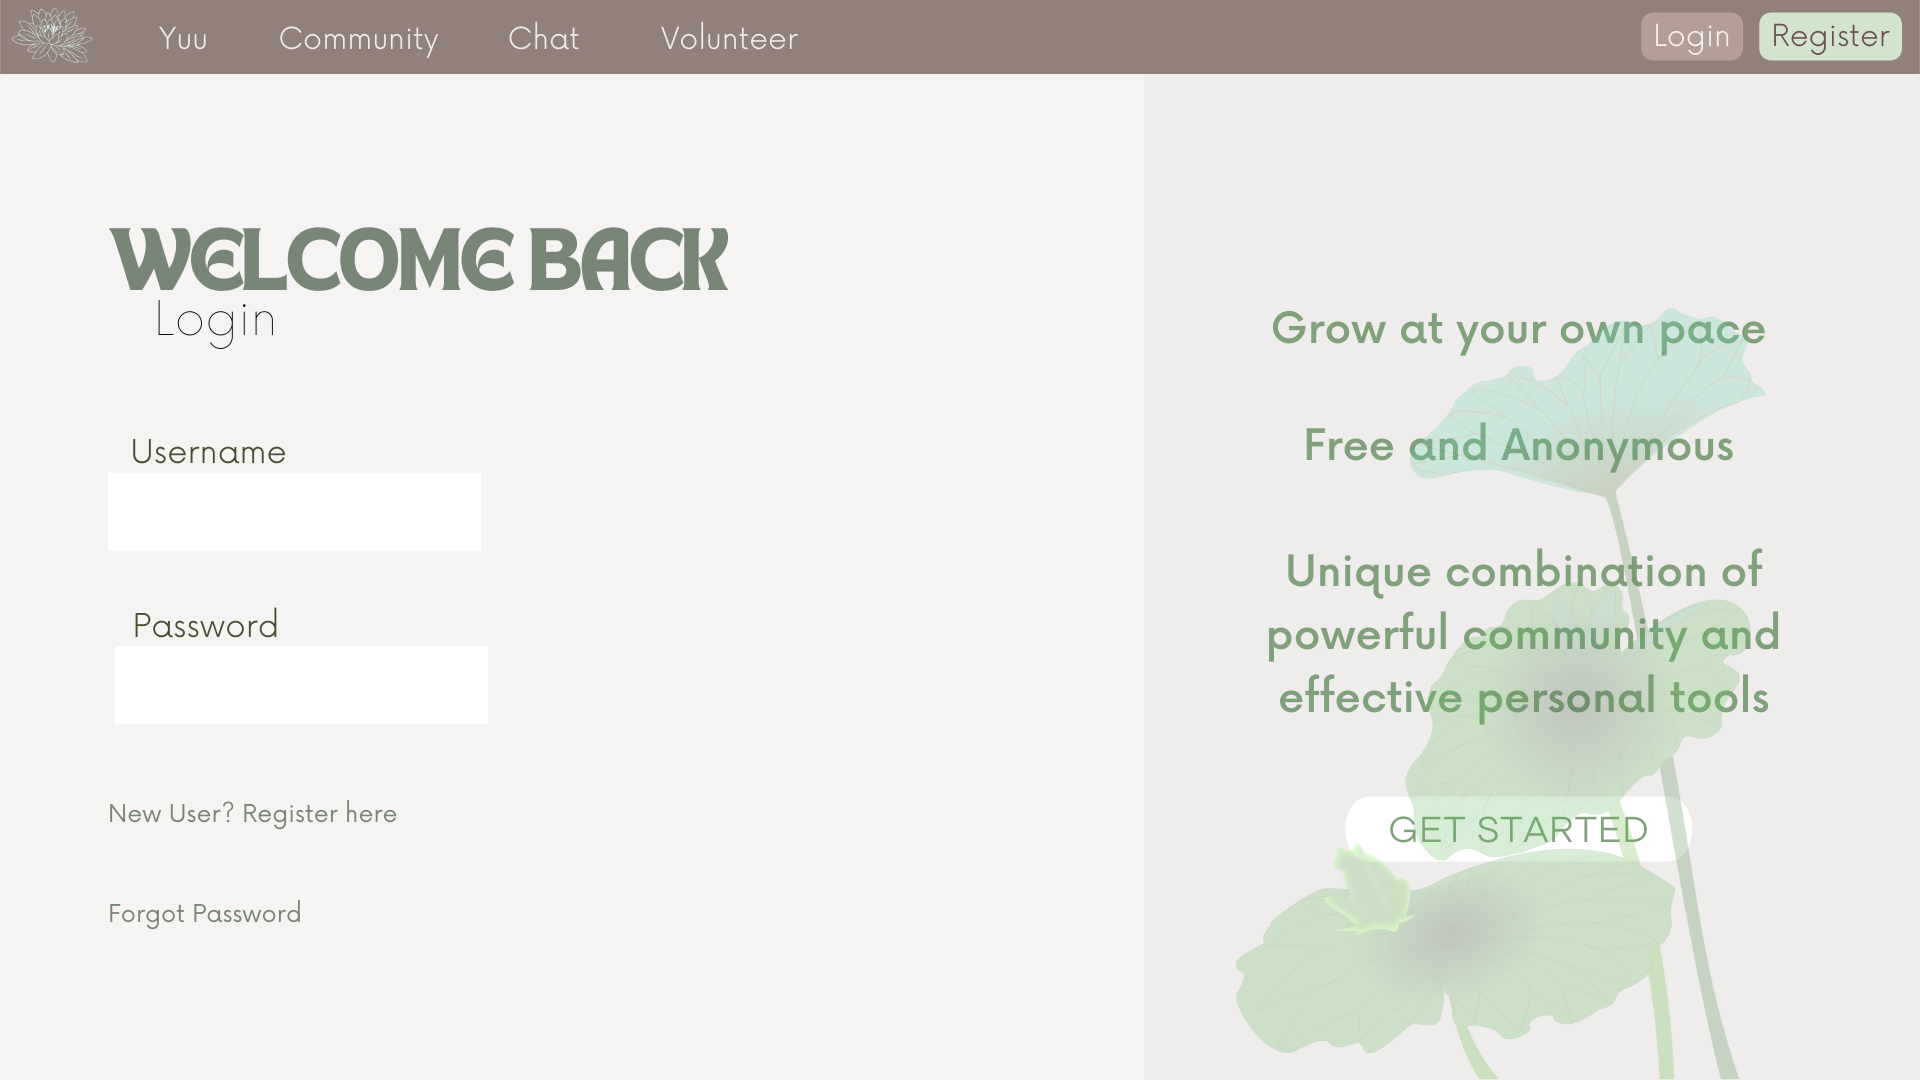 Yuu Community Chat Volunteer Login Register
WELCOME BACK
Login
Username
Password
New User? Register here
Forgot Password
Grow at your own pace
Free and Anonymous
Unique combination of
powerful community and
effective personal tools
GET STARTED